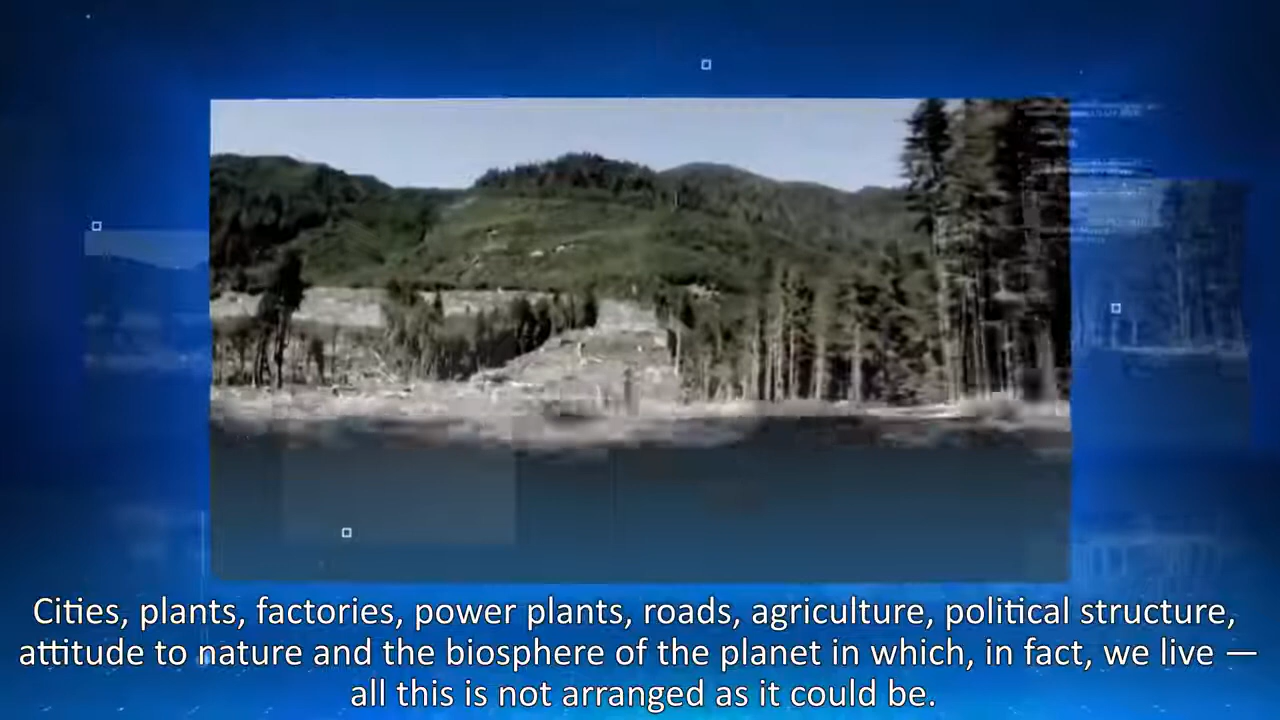 Cities, plants, factories, power plants, roads, agriculture, political structure,
attitude to nature and the biosphere of the planet in which, in fact, we live —
all this is not arranged as it could be.